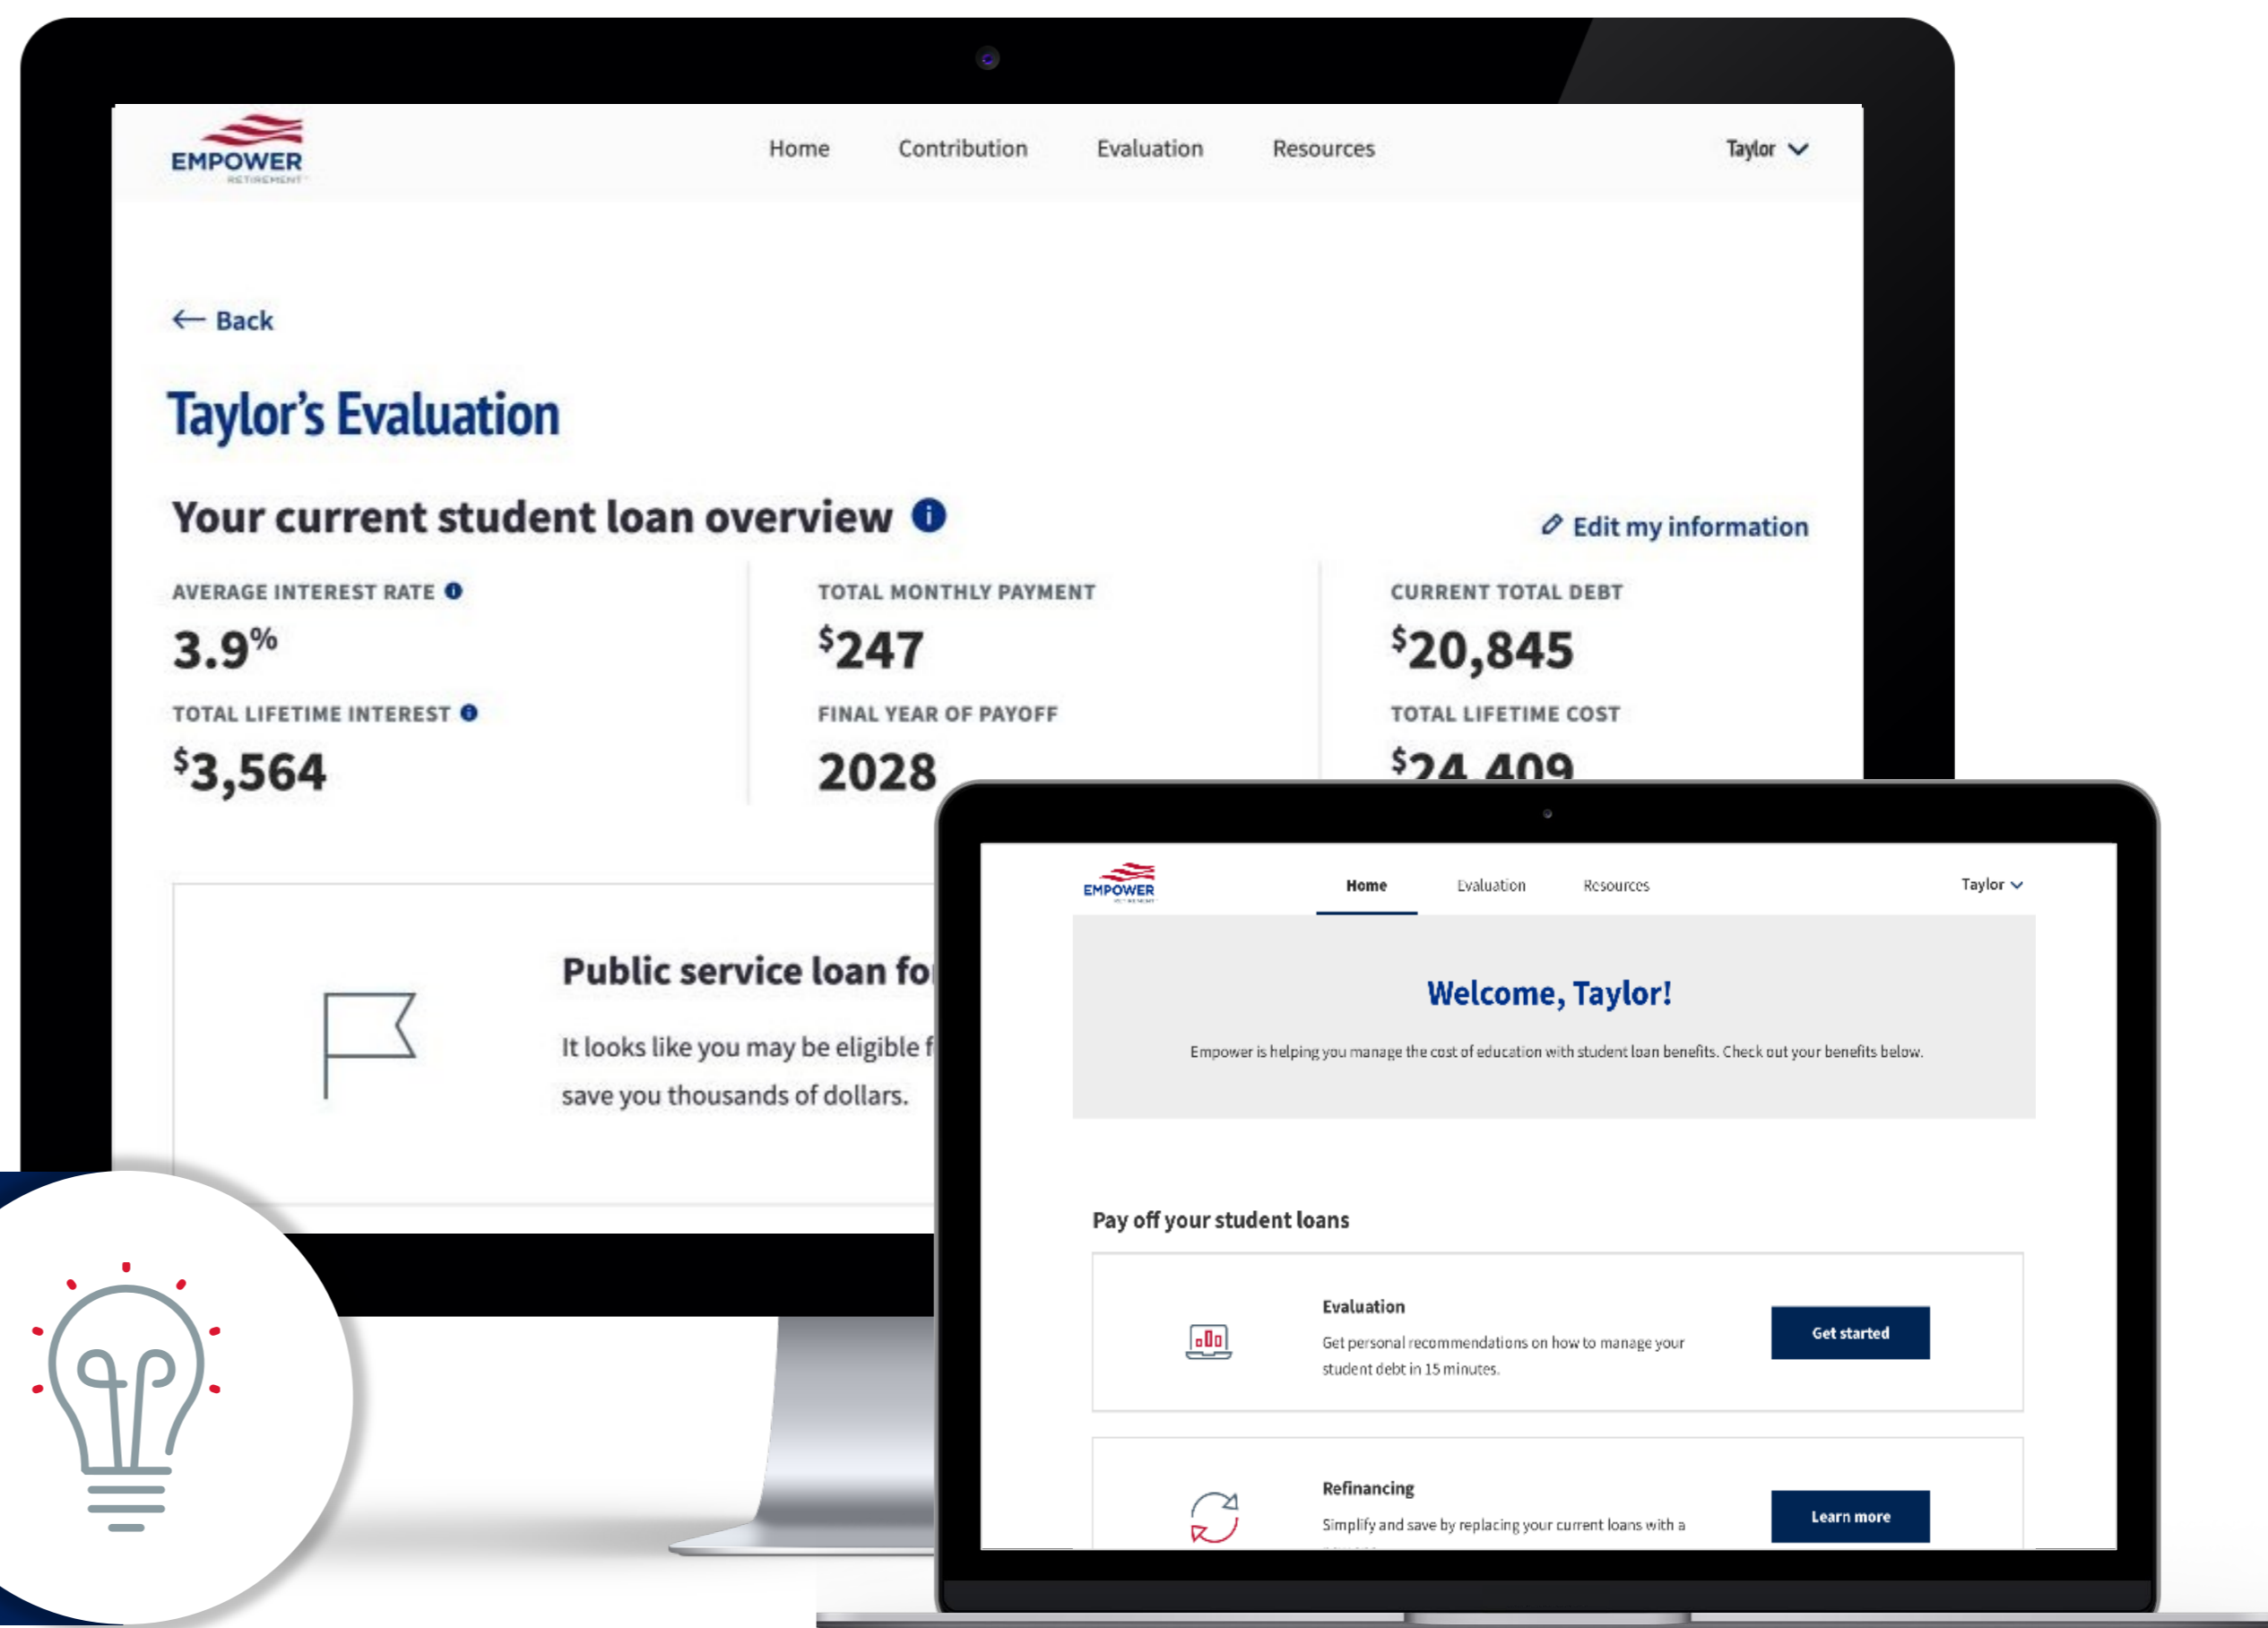 EMPOWER
RETIREMENT
Home Contribution Evaluation Resources Taylor
Back
Taylor's Evaluation
Your current student loan overview
Edit my information
AVERAGE INTEREST RATE TOTAL MONTHLY PAYMENT CURRENT TOTAL DEBT
3.9% $247 $20,845
TOTAL LIFETIME INTEREST FINAL YEAR OF PAYOFF TOTAL LIFETIME COST
$3,564 2028 $24,409
Public service loan
It looks like you may be eligible
save you thousands of dollars.
EMPOWER
RETIREMENT
Home Evaluation Resources Taylor
Welcome, Taylor!
Empower is helping you manage the cost of education with student loan benefits. Check out your benefits below.
Pay off your student loans
Evaluation
Get personal recommendations on how to manage your
student debt in 15 minutes.
Get started
Refinancing
Simplify and save by replacing your current loans with a
Learn more